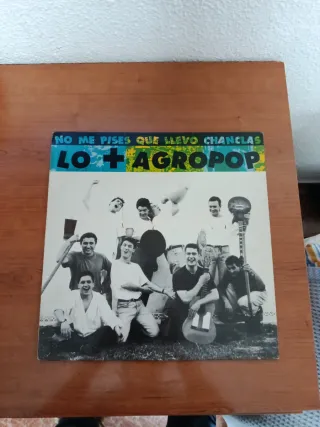 NO ME PISES QUE LLEVO CHANCLAS
LO + AGROPOP